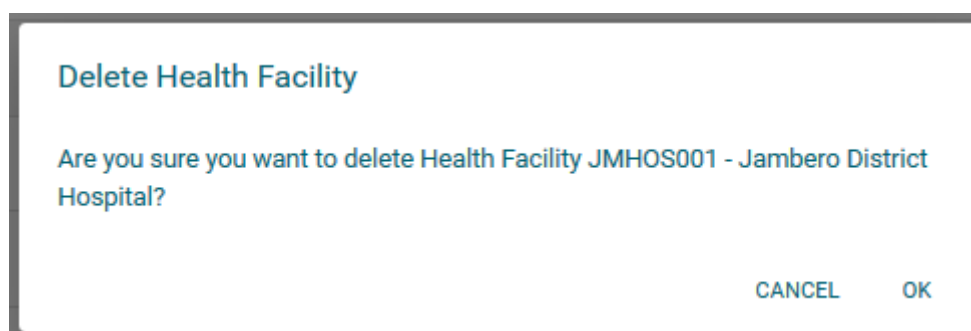 Delete Health Facility
Are you sure you want to delete Health Facility JMHOS001 - Jambero District
Hospital?
CANCEL OK